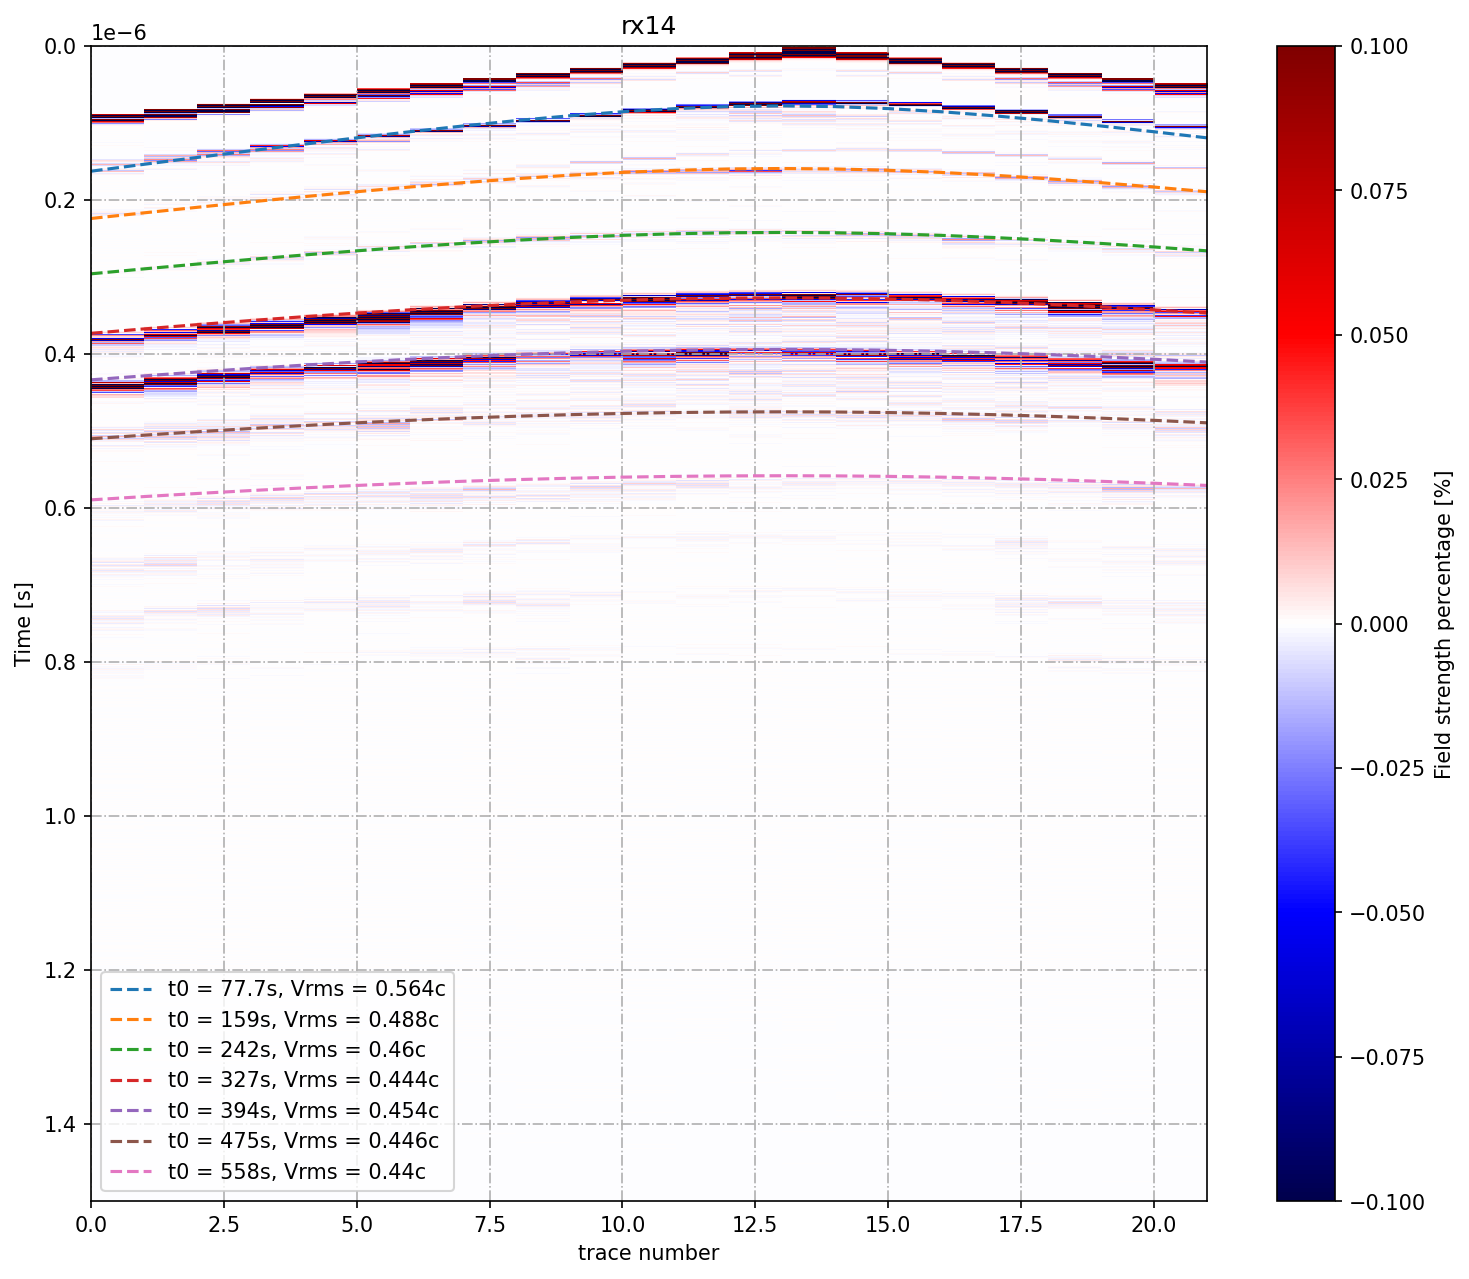 rx14
1e−6
0.0
0.2
0.4
0.6
0.8
1.0
1.2
1.4
Time [s]
t0 = 77.7s, Vrms = 0.564c
t0 = 159s, Vrms = 0.488c
t0 = 242s, Vrms = 0.46c
t0 = 327s, Vrms = 0.444c
t0 = 394s, Vrms = 0.454c
t0 = 475s, Vrms = 0.446c
t0 = 558s, Vrms = 0.44c
0.0 2.5 5.0 7.5 10.0 12.5 15.0 17.5 20.0
trace number
0.100
0.075
0.050
0.025
0.000
−0.025
−0.050
−0.075
−0.100
Field strength percentage [%]